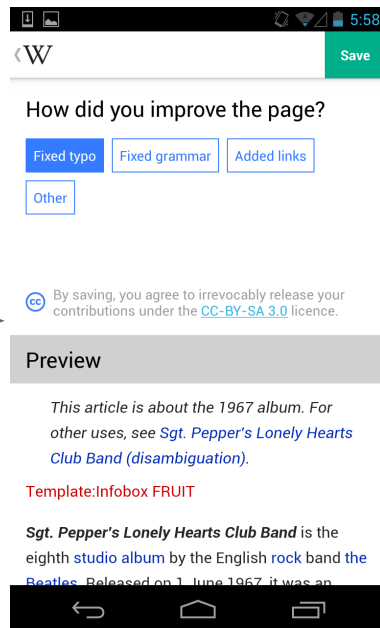 5:58
W
Save
How did you improve the page?
Fixed typo Fixed grammar Added links
Other
cc By saving, you agree to irrevocably release your
contributions under the CC-BY-SA 3.0 licence.
Preview
This article is about the 1967 album. For
other uses, see Sgt. Pepper's Lonely Hearts
Club Band (disambiguation).
Template:Infobox FRUIT
Sgt. Pepper's Lonely Hearts Club Band is the
eighth studio album by the English rock band the
Beatles. Released on 1 June 1967, it was an